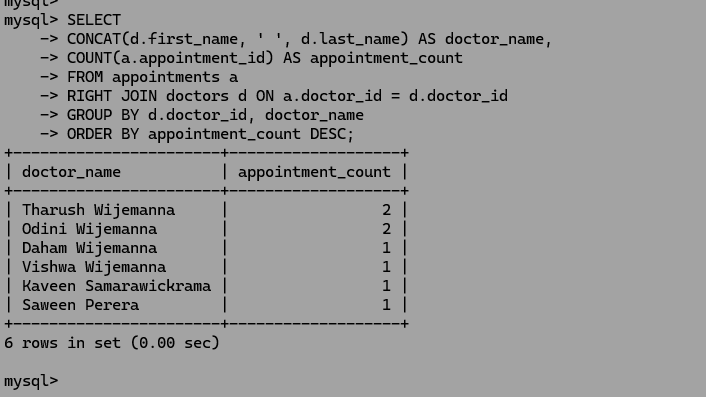 mysql>
mysql> SELECT
    -> CONCAT(d.first_name, ' ', d.last_name) AS doctor_name,
    -> COUNT(a.appointment_id) AS appointment_count
    -> FROM appointments a
    -> RIGHT JOIN doctors d ON a.doctor_id = d.doctor_id
    -> GROUP BY d.doctor_id, doctor_name
    -> ORDER BY appointment_count DESC;
+----------------------+-------------------+
| doctor_name          | appointment_count |
+----------------------+-------------------+
| Tharush Wijemanna    |                 2 |
| Odini Wijemanna      |                 2 |
| Daham Wijemanna      |                 1 |
| Vishwa Wijemanna     |                 1 |
| Kaveen Samarawickrama |                 1 |
| Saween Perera        |                 1 |
+----------------------+-------------------+
6 rows in set (0.00 sec)
mysql>